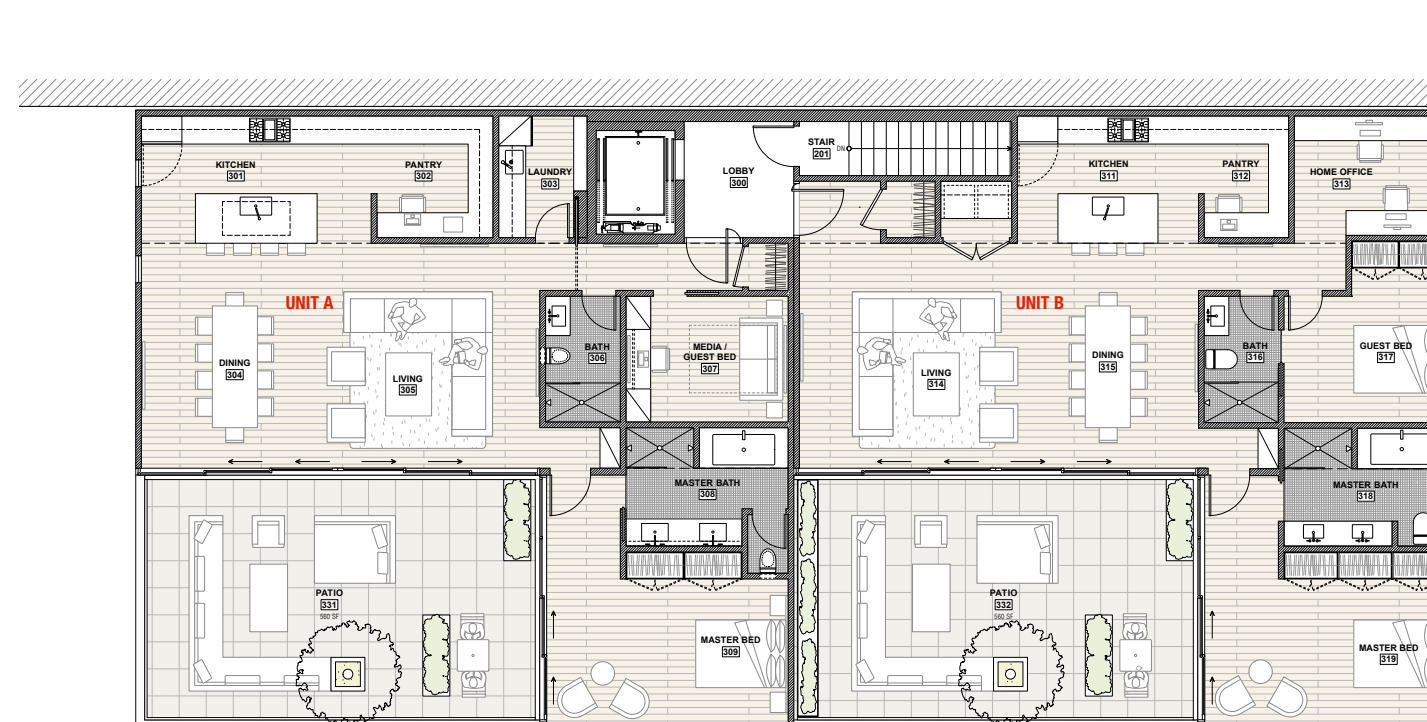 STAIR
201
DN
KITCHEN
301
PANTRY
302
LAUNDRY
303
LOBBY
300
KITCHEN
311
PANTRY
312
HOME OFFICE
313
UNIT A
UNIT B
DINING
304
LIVING
305
BATH
306
MEDIA /
GUEST BED
307
LIVING
314
DINING
315
BATH
316
GUEST BED
317
MASTER BATH
308
MASTER BATH
318
PATIO
331
560 SF
PATIO
332
560 SF
MASTER BED
309
MASTER BED
319